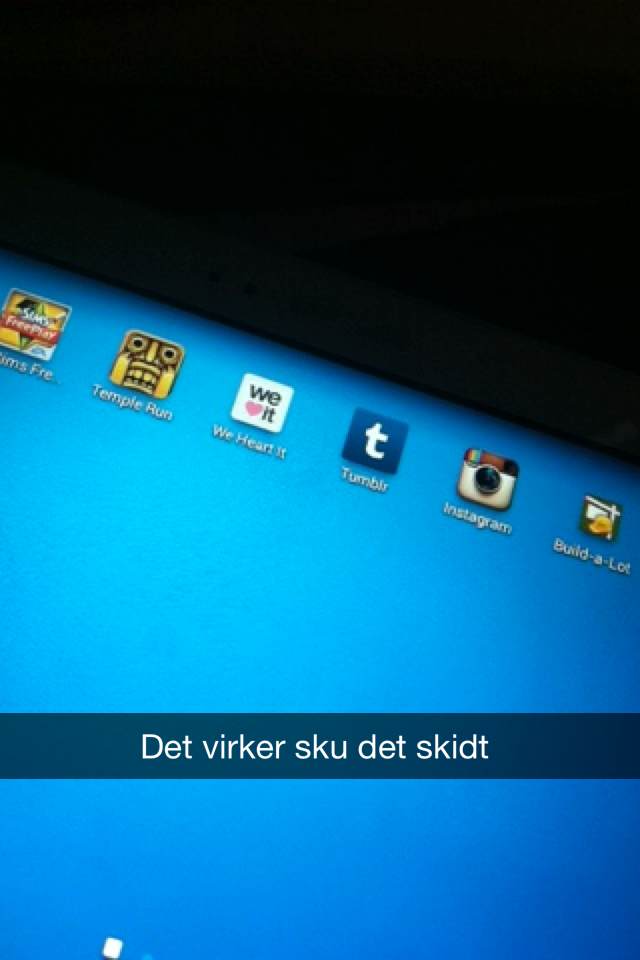 SIMS
FREEPLAY
Sims Fre..
Temple Run
we
it
We Heart It
t
Tumblr
Instagram
Build-a-Lot
Det virker sku det skidt